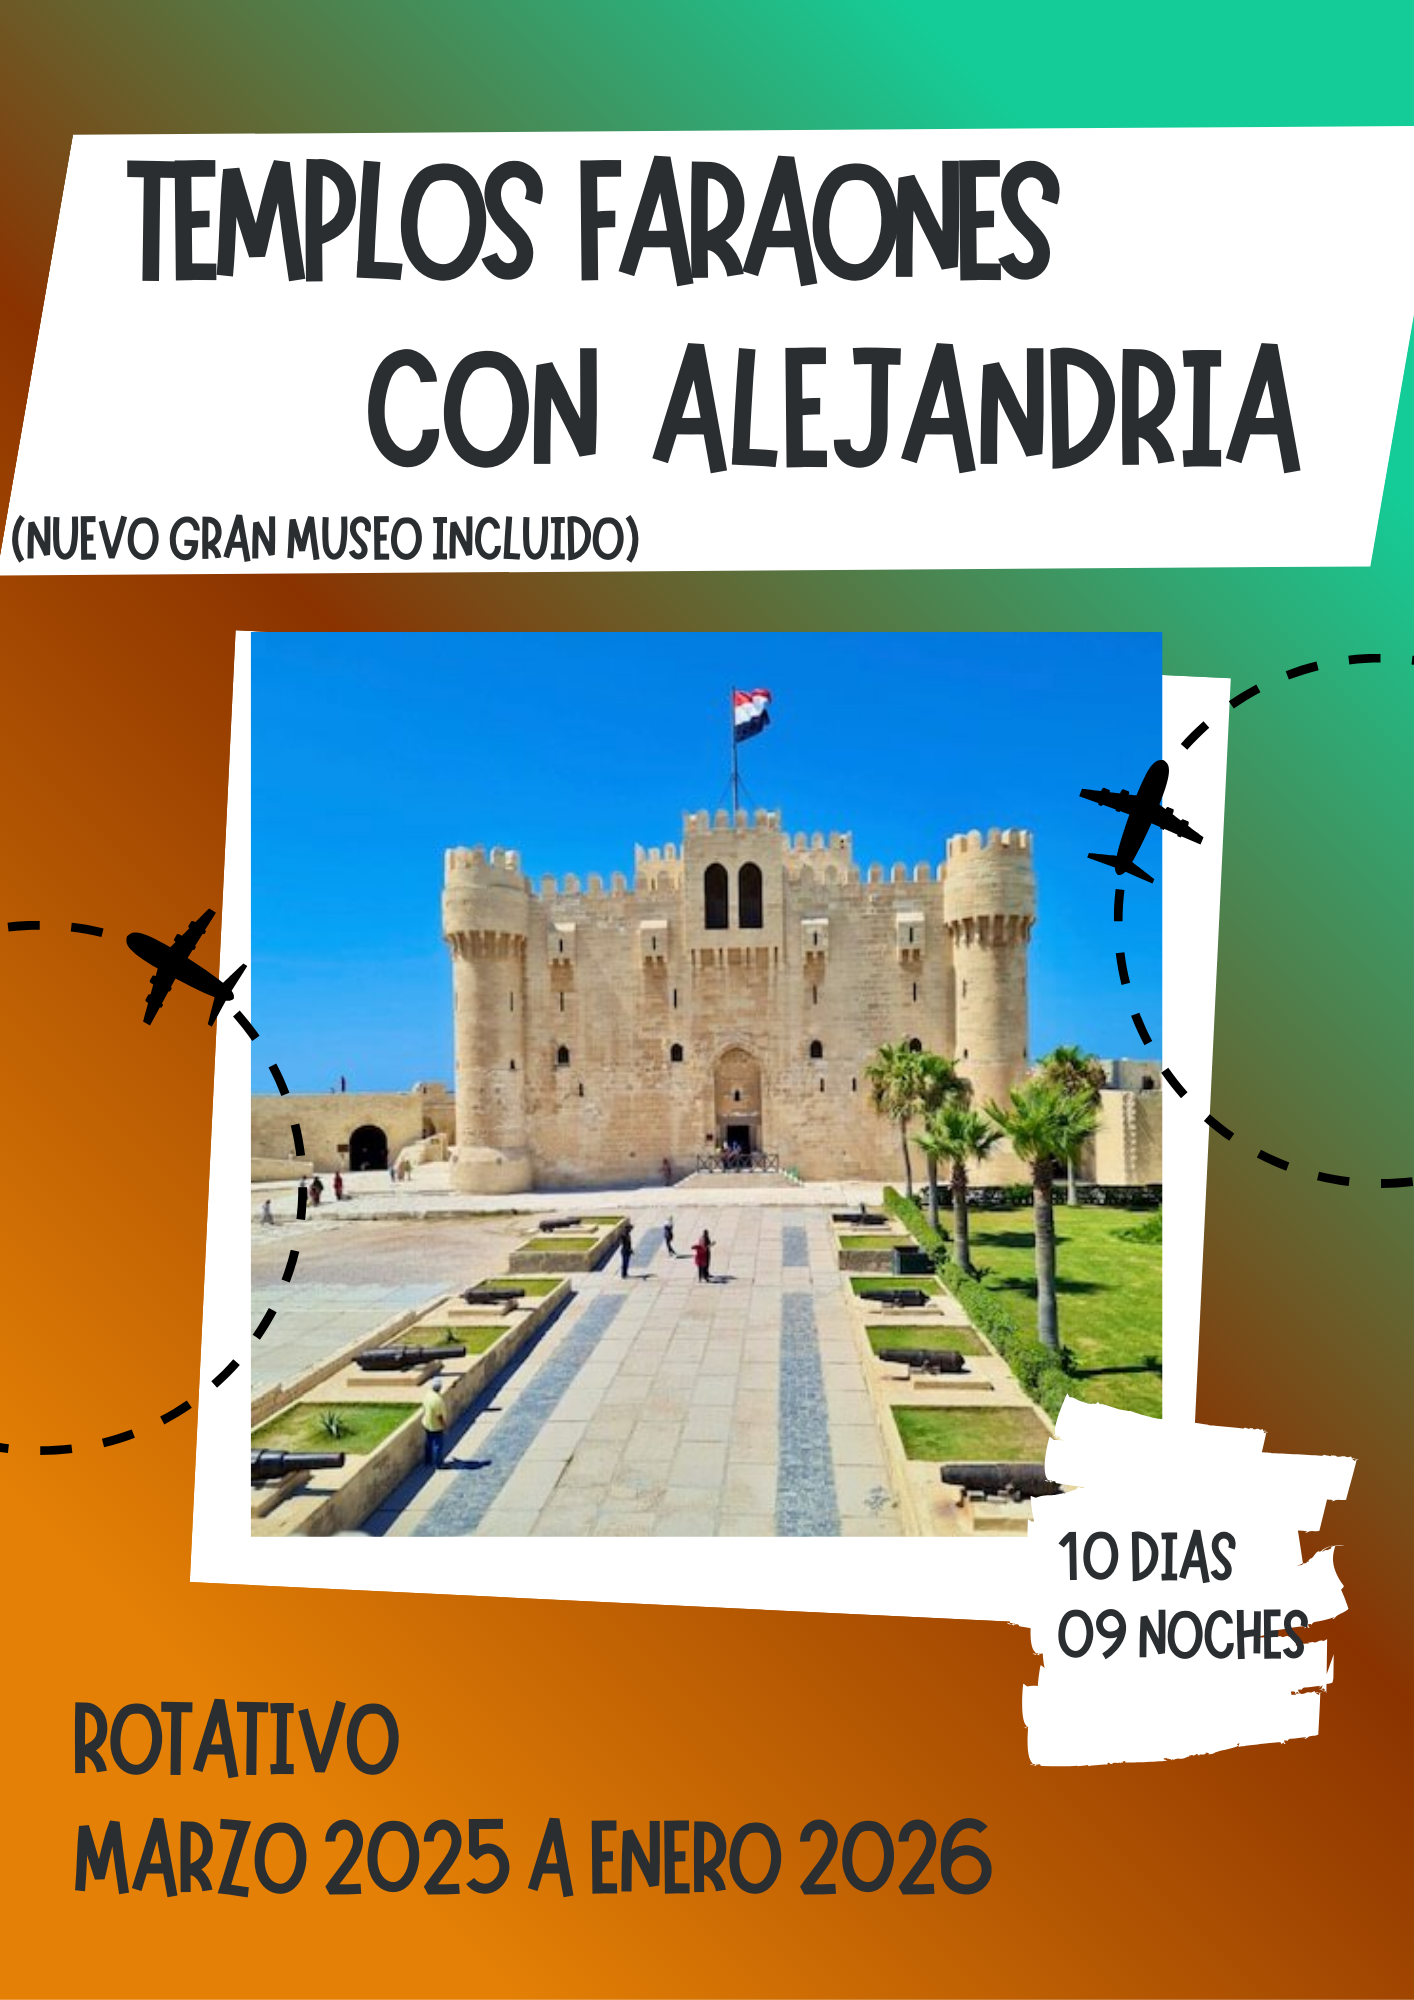 TEMPLOS FARAONES
CON ALEJANDRIA
(NUEVO GRAN MUSEO INCLUIDO)
10 DIAS
09 NOCHES
ROTATIVO
MARZO 2025 A ENERO 2026